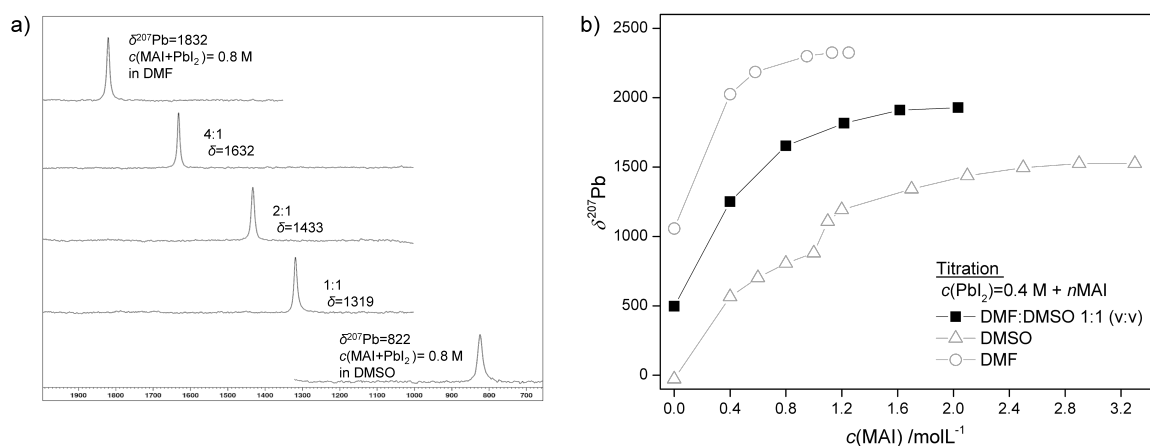 a)
δ²⁰⁷Pb=1832
c(MAI+PbI₂)= 0.8 M
in DMF
4:1
δ=1632
2:1
δ=1433
1:1
δ=1319
δ²⁰⁷Pb=822
c(MAI+PbI₂)= 0.8 M
in DMSO
1900 1800 1700 1600 1500 1400 1300 1200 1100 1000 900 800 700
b)
2500
2000
1500
1000
500
0
δ²⁰⁷Pb
Titration
c(PbI₂)=0.4 M + nMAI
DMF:DMSO 1:1 (v:v)
DMSO
DMF
0.0 0.4 0.8 1.2 1.6 2.0 2.4 2.8 3.2
c(MAI) /molL⁻¹